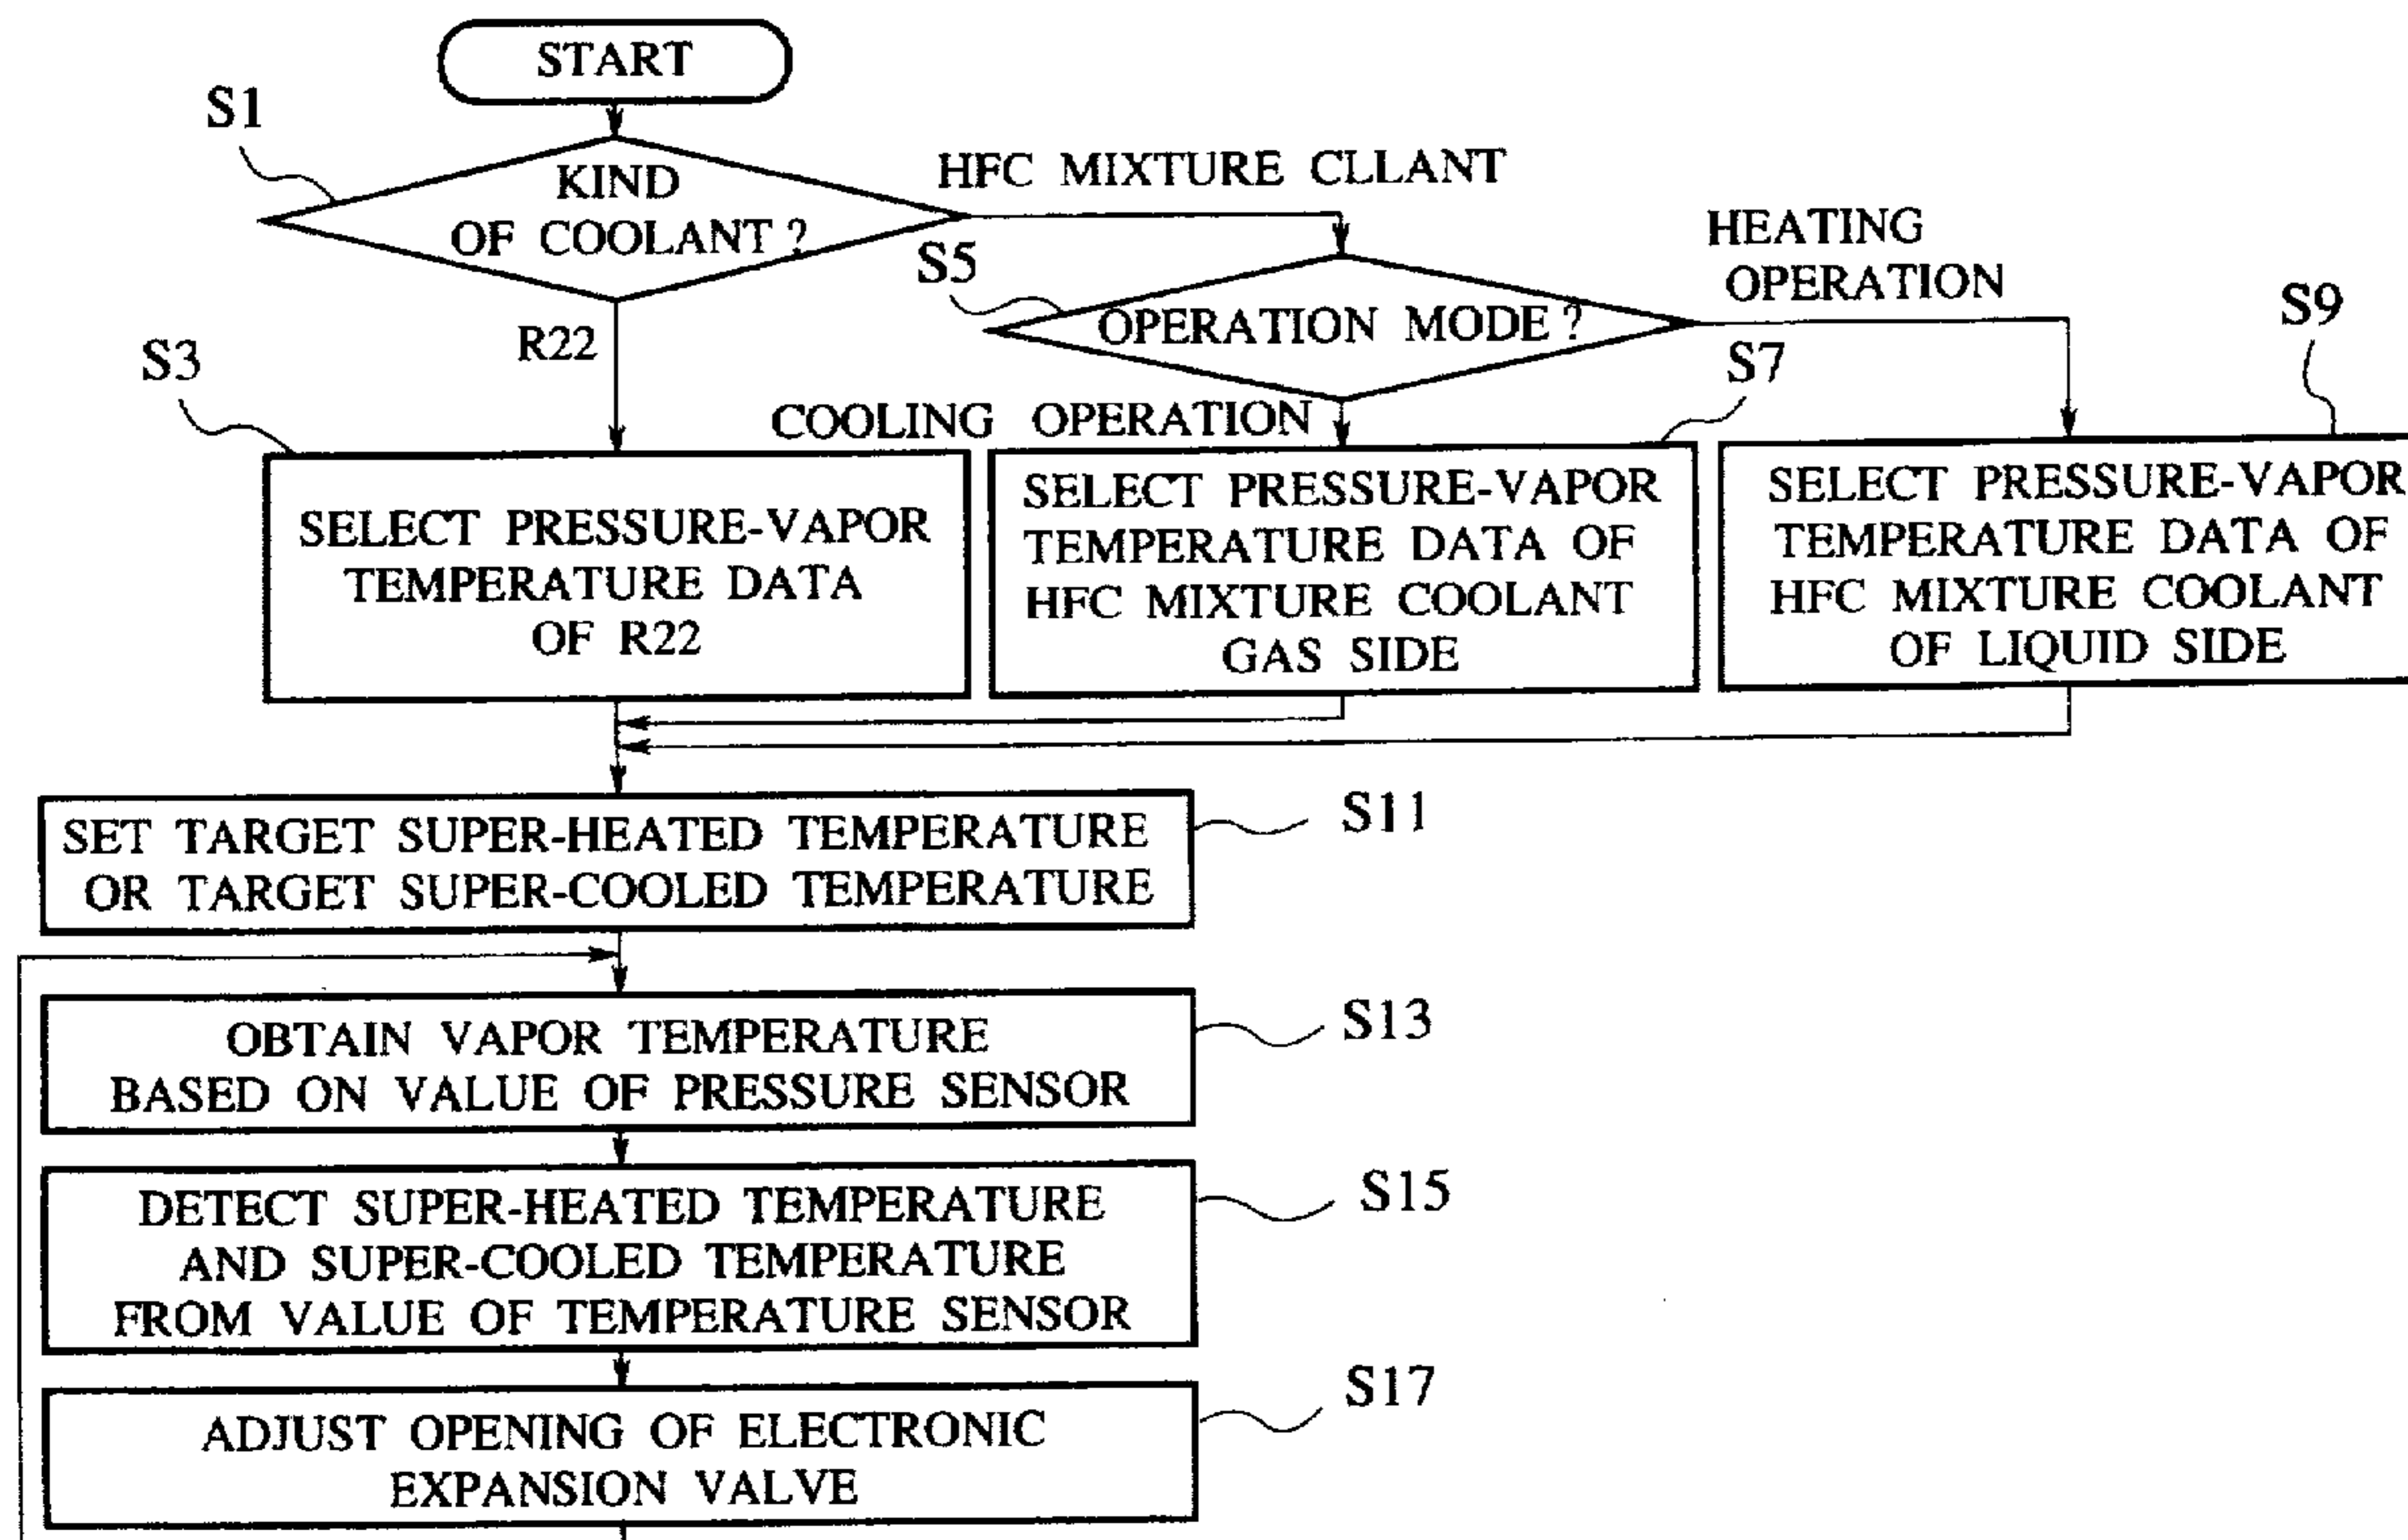 START
S1
KIND
OF COOLANT ?
HFC MIXTURE CLLANT
S5
OPERATION MODE ?
HEATING
OPERATION
S9
R22
S3
COOLING OPERATION
S7
SELECT PRESSURE-VAPOR
TEMPERATURE DATA
OF R22
SELECT PRESSURE-VAPOR
TEMPERATURE DATA OF
HFC MIXTURE COOLANT
GAS SIDE
SELECT PRESSURE-VAPOR
TEMPERATURE DATA OF
HFC MIXTURE COOLANT
OF LIQUID SIDE
SET TARGET SUPER-HEATED TEMPERATURE
OR TARGET SUPER-COOLED TEMPERATURE
S11
OBTAIN VAPOR TEMPERATURE
BASED ON VALUE OF PRESSURE SENSOR
S13
DETECT SUPER-HEATED TEMPERATURE
AND SUPER-COOLED TEMPERATURE
FROM VALUE OF TEMPERATURE SENSOR
S15
ADJUST OPENING OF ELECTRONIC
EXPANSION VALVE
S17